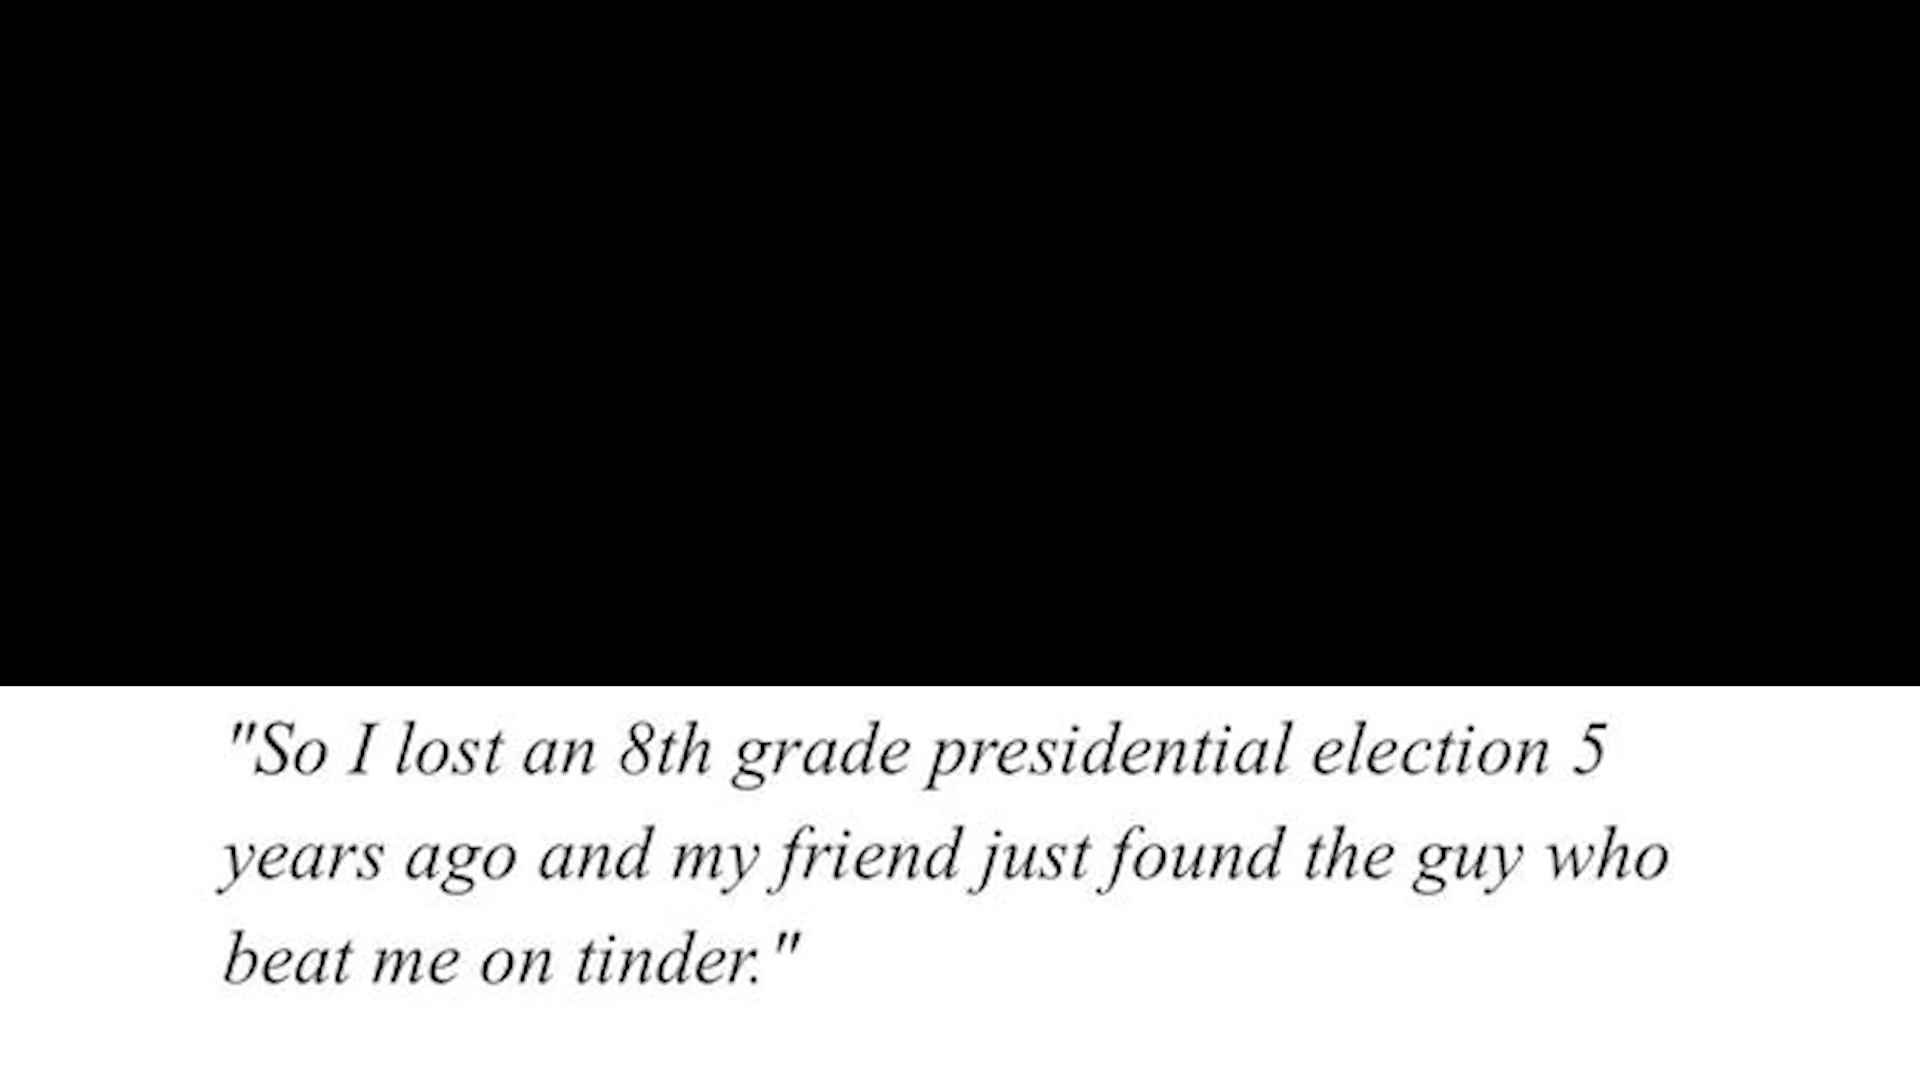 "So I lost an 8th grade presidential election 5
years ago and my friend just found the guy who
beat me on tinder."